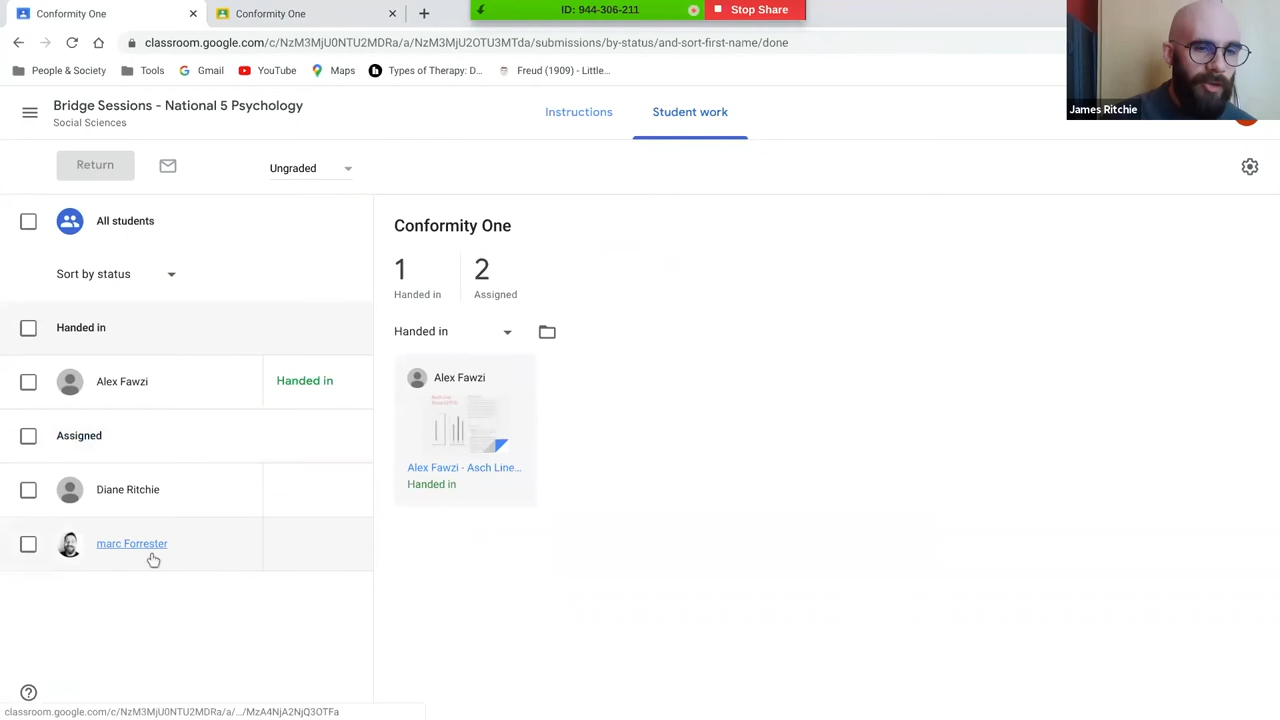 Conformity One
Conformity One
ID: 944-306-211
Stop Share
classroom.google.com/c/NzM3MjU0NTU2MDRa/a/NzM3MjU2OTU3MTda/submissions/by-status/and-sort-first-name/done
People & Society
Tools
Gmail
YouTube
Maps
Types of Therapy: D...
Freud (1909) - Little...
James Ritchie
Bridge Sessions - National 5 Psychology
Social Sciences
Instructions
Student work
Return
Ungraded
All students
Sort by status
Handed in
Alex Fawzi
Handed in
Assigned
Diane Ritchie
marc Forrester
Conformity One
1
2
Handed in
Assigned
Handed in
Alex Fawzi
Alex Fawzi - Asch Line...
Handed in
classroom.google.com/c/NzM3MjU0NTU2MDRa/a/.../MzA4NjA2NjQ3OTFa